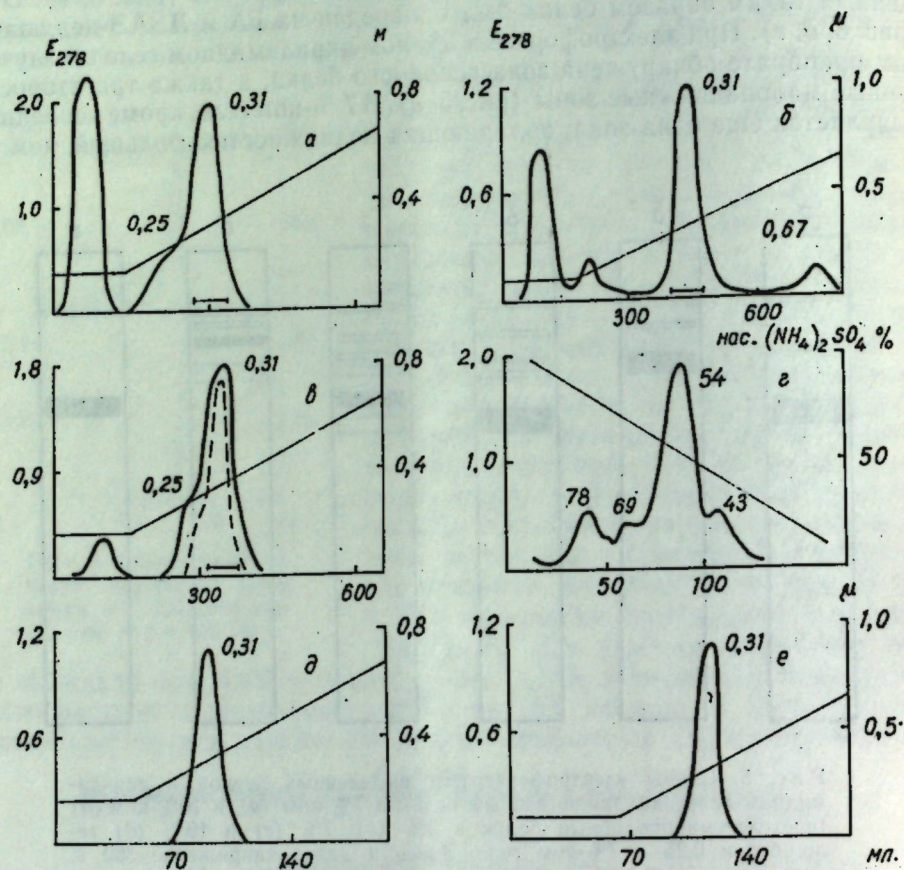 E278 м E278 μ
2,0 0,31 0,8 1,2 0,31 1,0
а б
1,0 0,25 0,4 0,6 0,67 0,5
300 600
нас. (NH4)2 SO4 %
1,8 0,31 0,8 2,0 54
в г
0,9 0,25 0,4 1,0 78 69 43 50
300 600 50 100 μ
1,2 0,31 0,8 1,2 0,31 1,0
д е
0,6 0,4 0,6 0,5
70 140 70 140 мл.